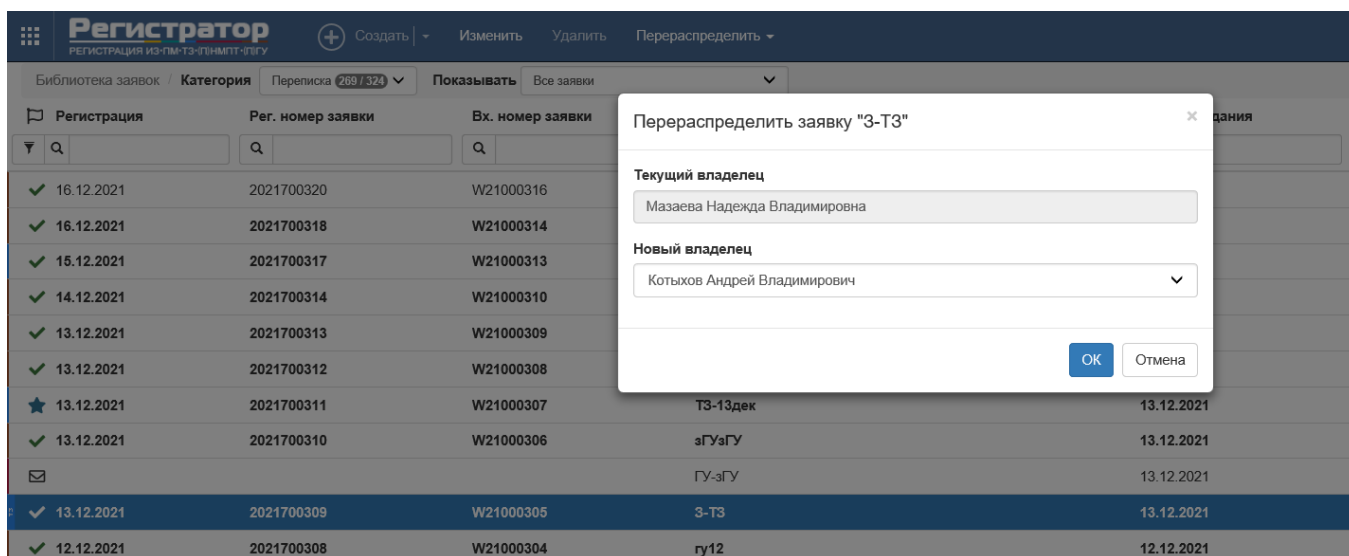 Регистратор
РЕГИСТРАЦИЯ ИЗ-ПМ-ТЗ-(П)НМПТ-(П)ГУ
Создать Изменить Удалить Перераспределить
Библиотека заявок / Категория Переписка 269 / 324 Показывать Все заявки
Регистрация Рег. номер заявки Вх. номер заявки дания
Перераспределить заявку "З-ТЗ" ×
Текущий владелец
Мазаева Надежда Владимировна
Новый владелец
Котыхов Андрей Владимирович
ОК Отмена
16.12.2021 2021700320 W21000316
16.12.2021 2021700318 W21000314
15.12.2021 2021700317 W21000313
14.12.2021 2021700314 W21000310
13.12.2021 2021700313 W21000309
13.12.2021 2021700312 W21000308
13.12.2021 2021700311 W21000307 ТЗ-13дек 13.12.2021
13.12.2021 2021700310 W21000306 зГУзГУ 13.12.2021
ГУ-зГУ 13.12.2021
13.12.2021 2021700309 W21000305 З-ТЗ 13.12.2021
12.12.2021 2021700308 W21000304 гу12 12.12.2021